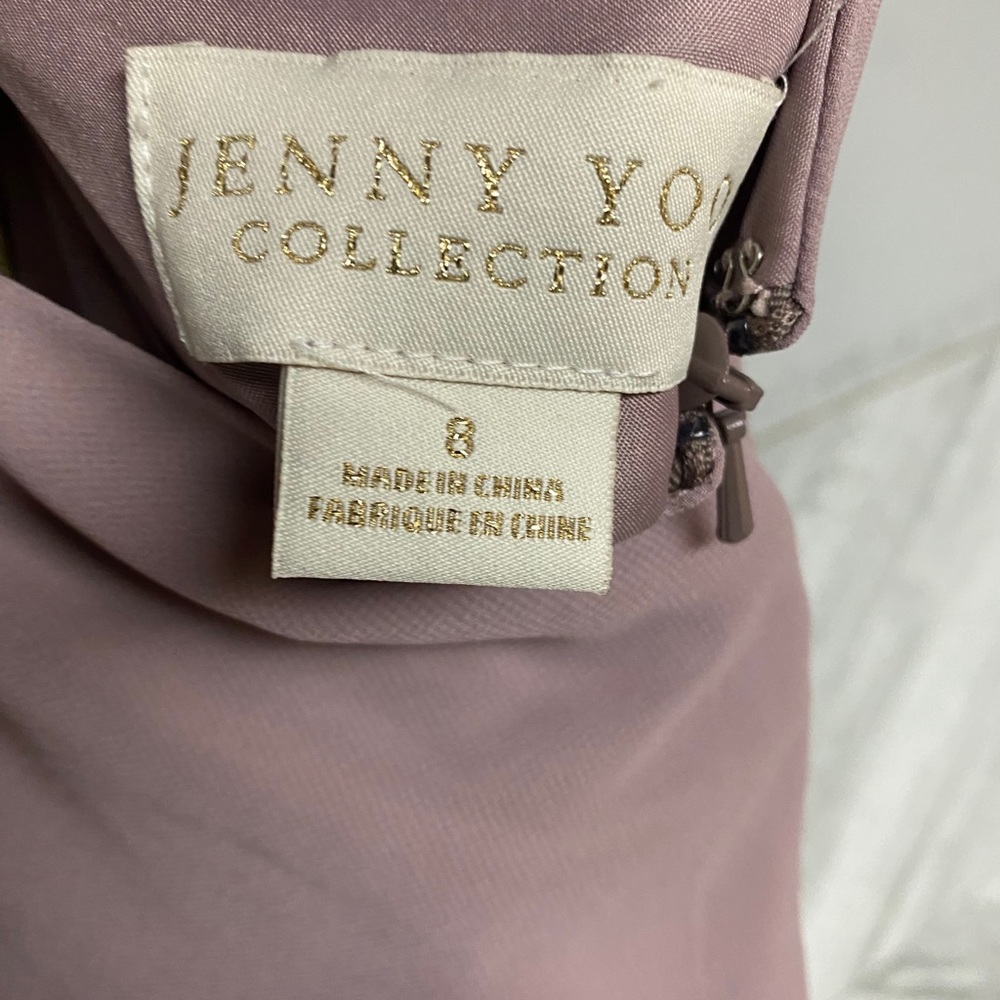 JENNY YOO
COLLECTION
8
MADE IN CHINA
FABRIQUE EN CHINE